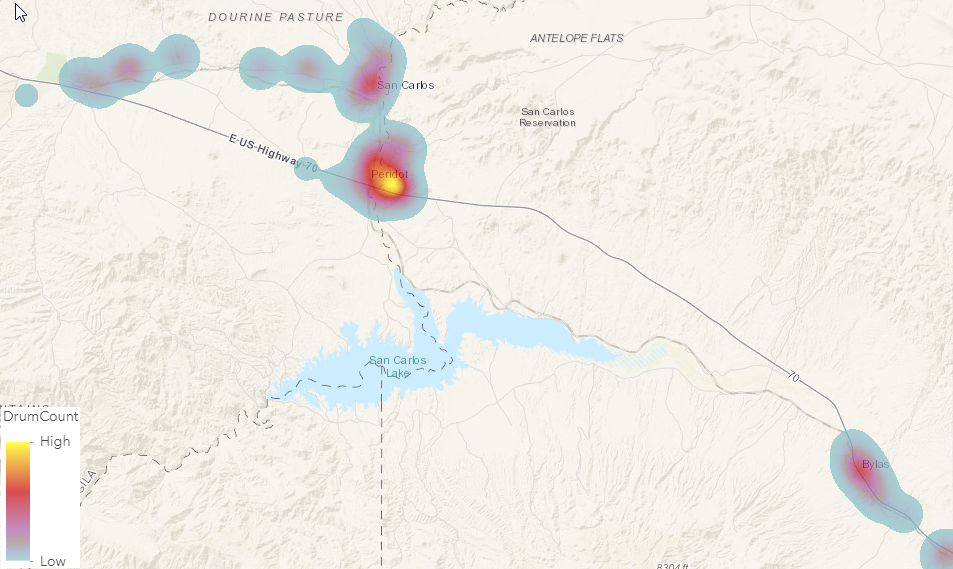 DOURINE PASTURE
ANTELOPE FLATS
San Carlos
San Carlos
Reservation
E-US-Highway-70
Peridot
San Carlos
Lake
70
DrumCount
High
Bylas
Low
8304 ft